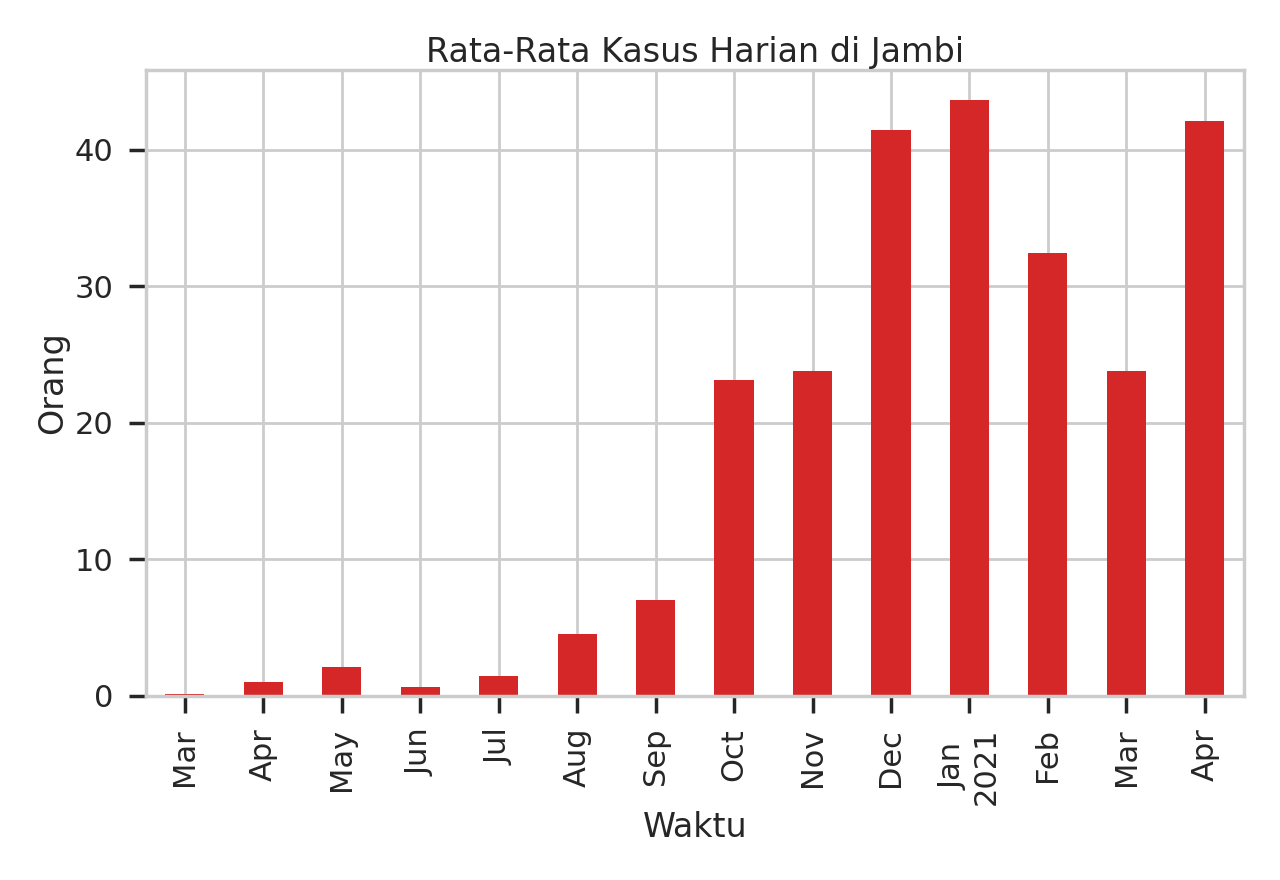 Rata-Rata Kasus Harian di Jambi
Orang
40
30
20
10
0
Mar
Apr
May
Jun
Jul
Aug
Sep
Oct
Nov
Dec
Jan
2021
Feb
Mar
Apr
Waktu